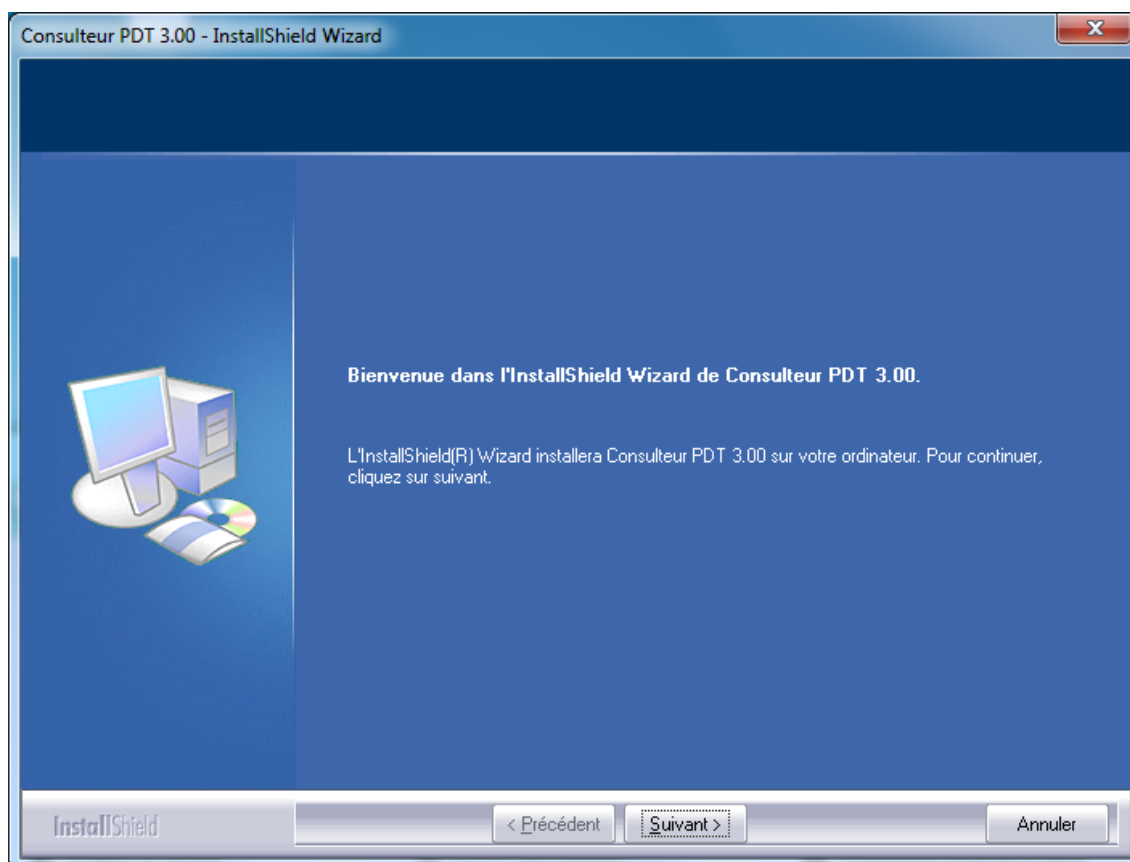 Consulteur PDT 3.00 - InstallShield Wizard
Bienvenue dans l'InstallShield Wizard de Consulteur PDT 3.00.
L'InstallShield(R) Wizard installera Consulteur PDT 3.00 sur votre ordinateur. Pour continuer,
cliquez sur suivant.
InstallShield
< Précédent
Suivant >
Annuler